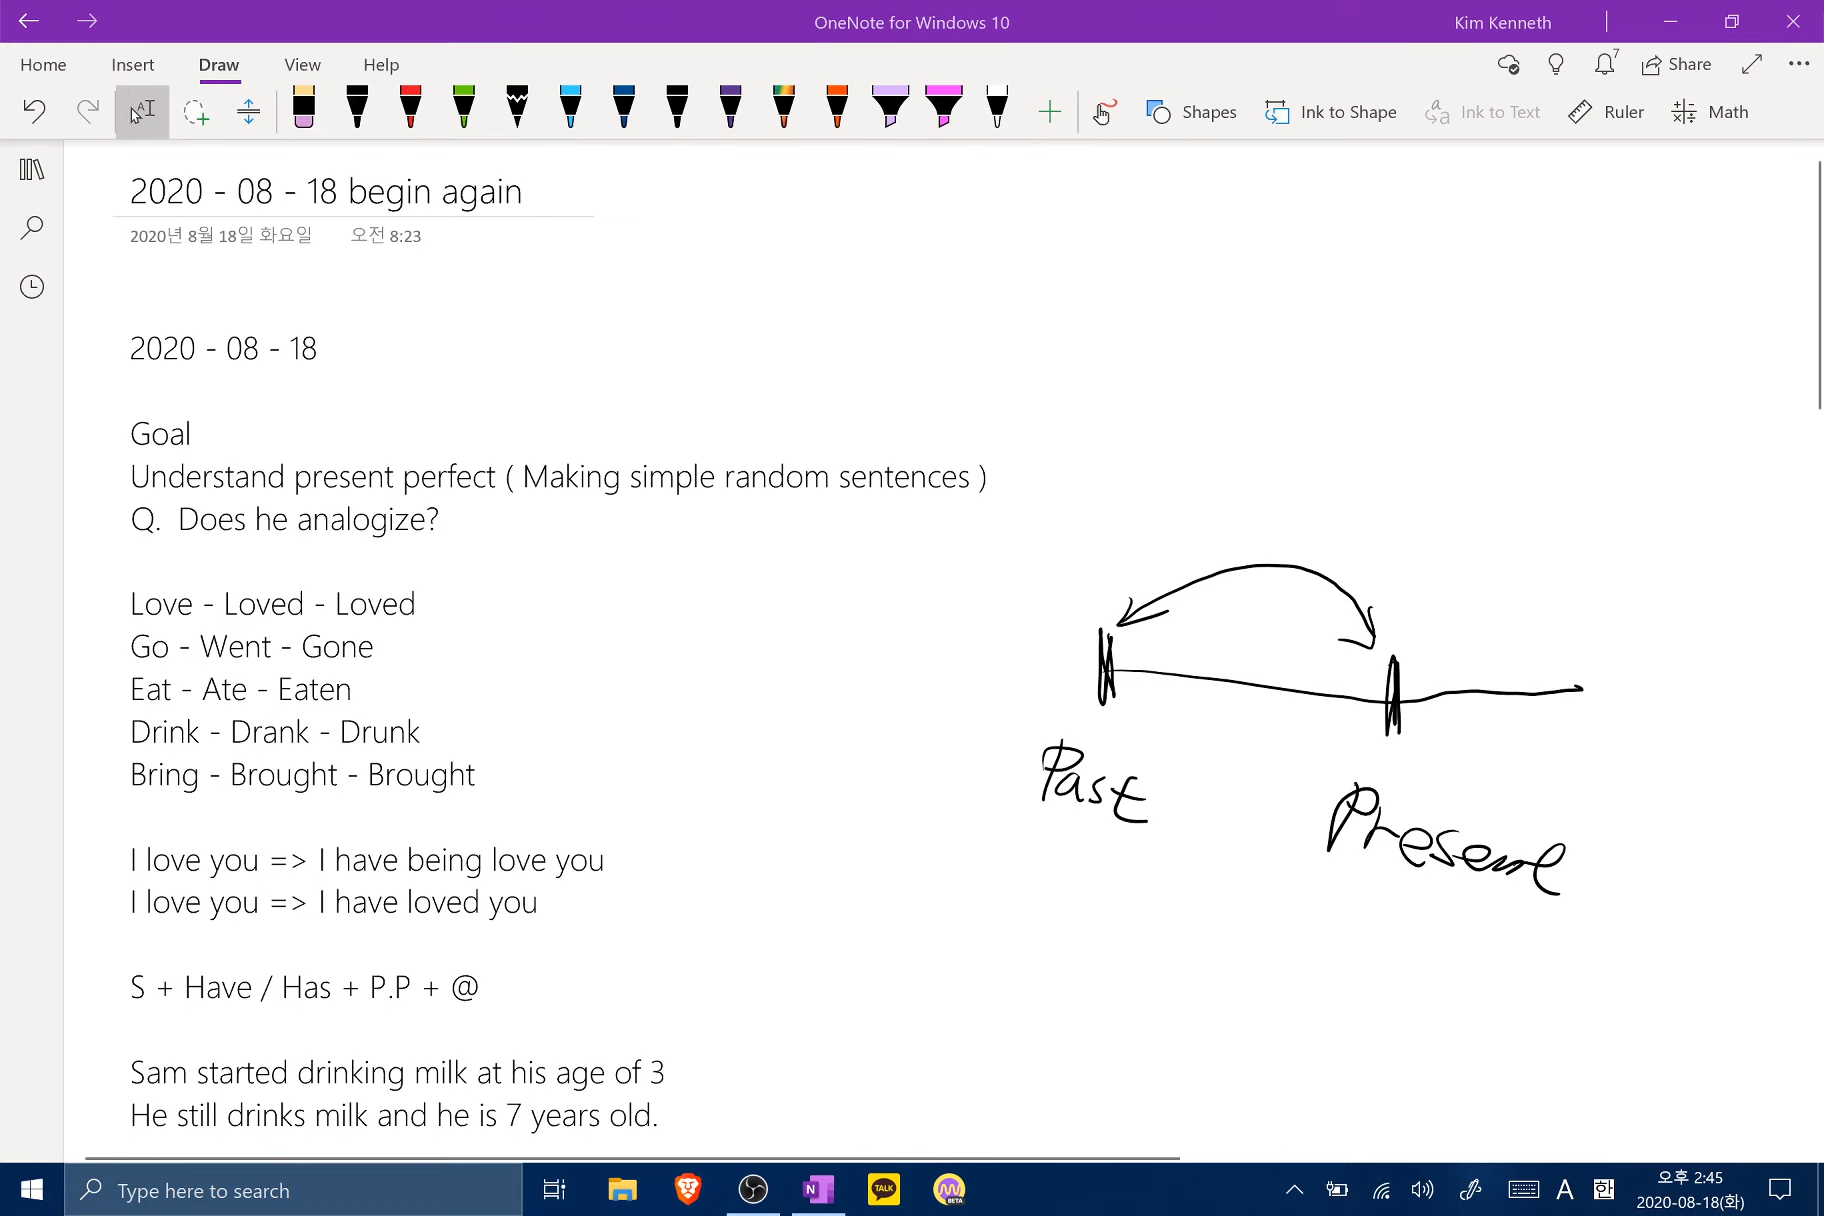 OneNote for Windows 10
Kim Kenneth
Home Insert Draw View Help
7
Share
Shapes
Ink to Shape
Ink to Text
Ruler
Math
2020 - 08 - 18 begin again
2020년 8월 18일 화요일 오전 8:23
2020 - 08 - 18
Goal
Understand present perfect ( Making simple random sentences )
Q. Does he analogize?
Love - Loved - Loved
Go - Went - Gone
Eat - Ate - Eaten
Drink - Drank - Drunk
Bring - Brought - Brought
I love you => I have being love you
I love you => I have loved you
S + Have / Has + P.P + @
Sam started drinking milk at his age of 3
He still drinks milk and he is 7 years old.
Past
Present
Type here to search
N
TALK
BETA
A
한
오후 2:45
2020-08-18(화)